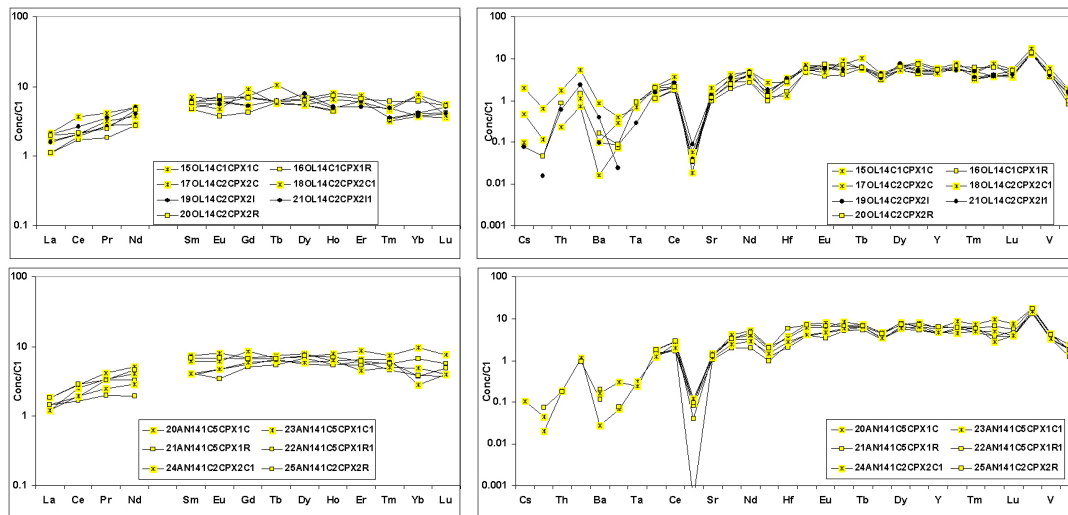 100
10
1
0.1
Conc/C1
La Ce Pr Nd Sm Eu Gd Tb Dy Ho Er Tm Yb Lu
15OL14C1CPX1C 16OL14C1CPX1R
17OL14C2CPX2C 18OL14C2CPX2C1
19OL14C2CPX2I 21OL14C2CPX2I1
20OL14C2CPX2R
100
10
1
0.1
0.01
0.001
Conc/C1
Cs Th Ba Ta Ce Sr Nd Hf Eu Tb Dy Y Tm Lu V
15OL14C1CPX1C 16OL14C1CPX1R
17OL14C2CPX2C 18OL14C2CPX2C1
19OL14C2CPX2I 21OL14C2CPX2I1
20OL14C2CPX2R
100
10
1
0.1
Conc/C1
La Ce Pr Nd Sm Eu Gd Tb Dy Ho Er Tm Yb Lu
20AN141C5CPX1C 23AN141C5CPX1C1
21AN141C5CPX1R 22AN141C5CPX1R1
24AN141C2CPX2C1 25AN141C2CPX2R
100
10
1
0.1
0.01
0.001
Conc/C1
Cs Th Ba Ta Ce Sr Nd Hf Eu Tb Dy Y Tm Lu V
20AN141C5CPX1C 23AN141C5CPX1C1
21AN141C5CPX1R 22AN141C5CPX1R1
24AN141C2CPX2C1 25AN141C2CPX2R